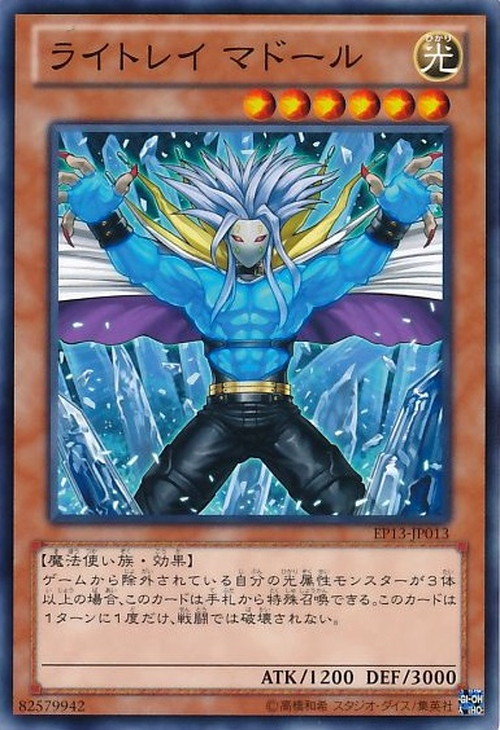 ライトレイ マドール
ひかり
光
EP13-JP013
【魔法使い族・効果】
ゲームから除外されている自分の光属性モンスターが3体
以上の場合、このカードは手札から特殊召喚できる。このカードは
1ターンに1度だけ、戦闘では破壊されない。
ATK/1200 DEF/3000
82579942
©高橋和希 スタジオ・ダイス/集英社